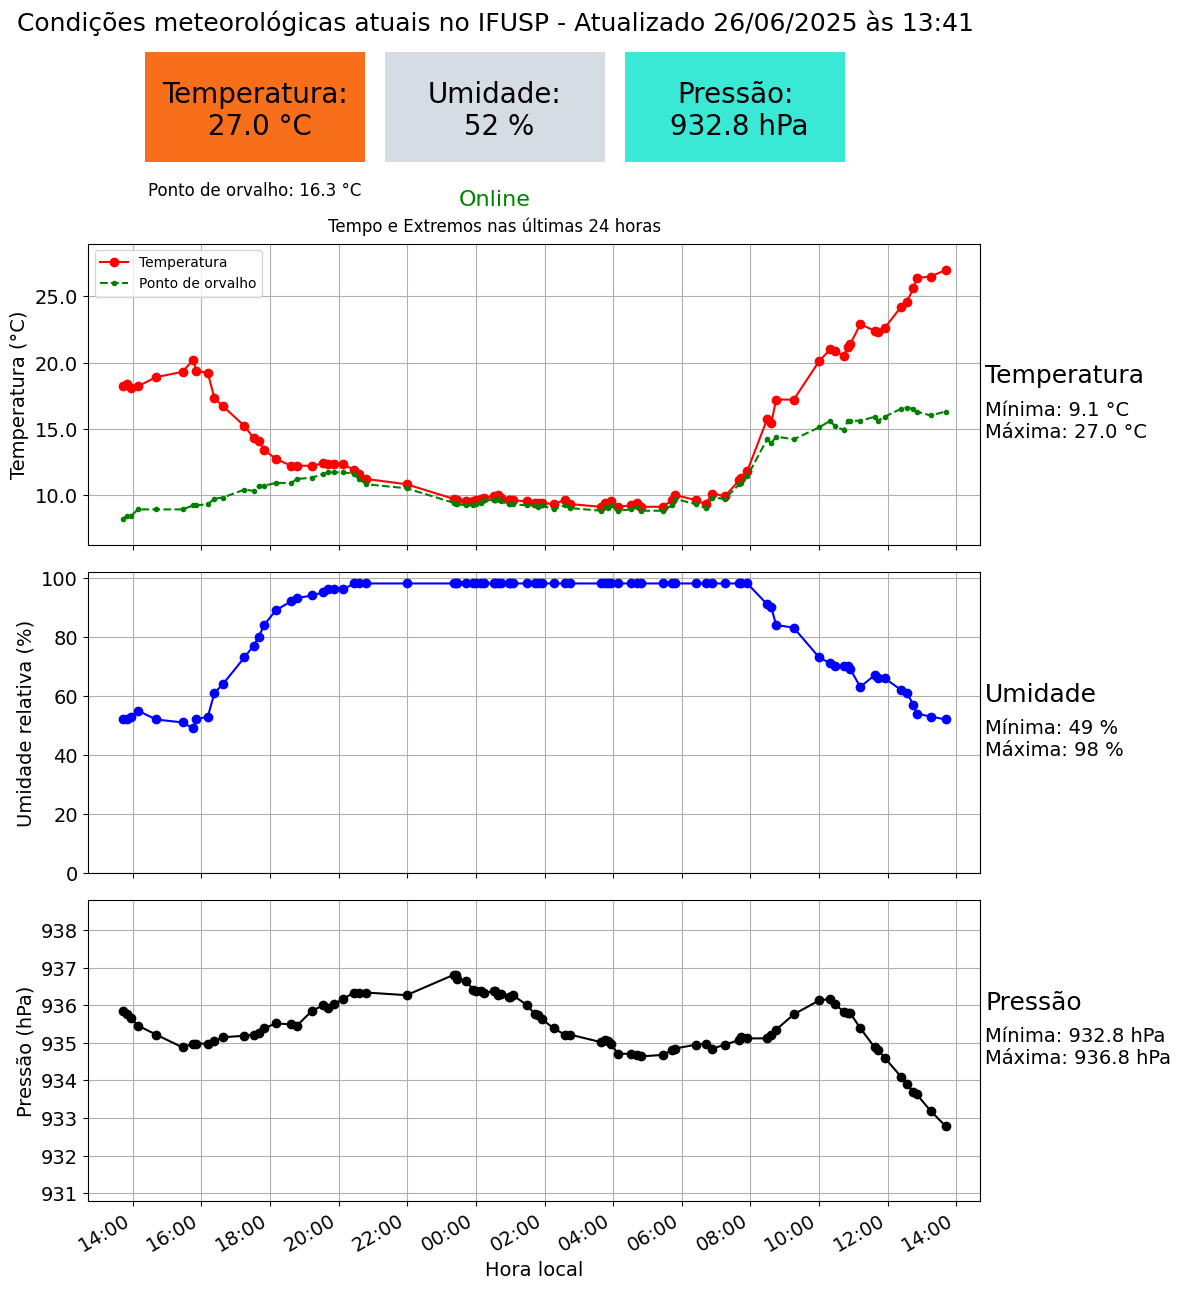 Condições meteorológicas atuais no IFUSP - Atualizado 26/06/2025 às 13:41
Temperatura:
27.0 °C
Umidade:
52 %
Pressão:
932.8 hPa
Ponto de orvalho: 16.3 °C
Online
Tempo e Extremos nas últimas 24 horas
Temperatura
Ponto de orvalho
Temperatura (°C)
25.0
20.0
15.0
10.0
Temperatura
Mínima: 9.1 °C
Máxima: 27.0 °C
Umidade relativa (%)
100
80
60
40
20
0
Umidade
Mínima: 49 %
Máxima: 98 %
Pressão (hPa)
938
937
936
935
934
933
932
931
Pressão
Mínima: 932.8 hPa
Máxima: 936.8 hPa
14:00 16:00 18:00 20:00 22:00 00:00 02:00 04:00 06:00 08:00 10:00 12:00 14:00
Hora local